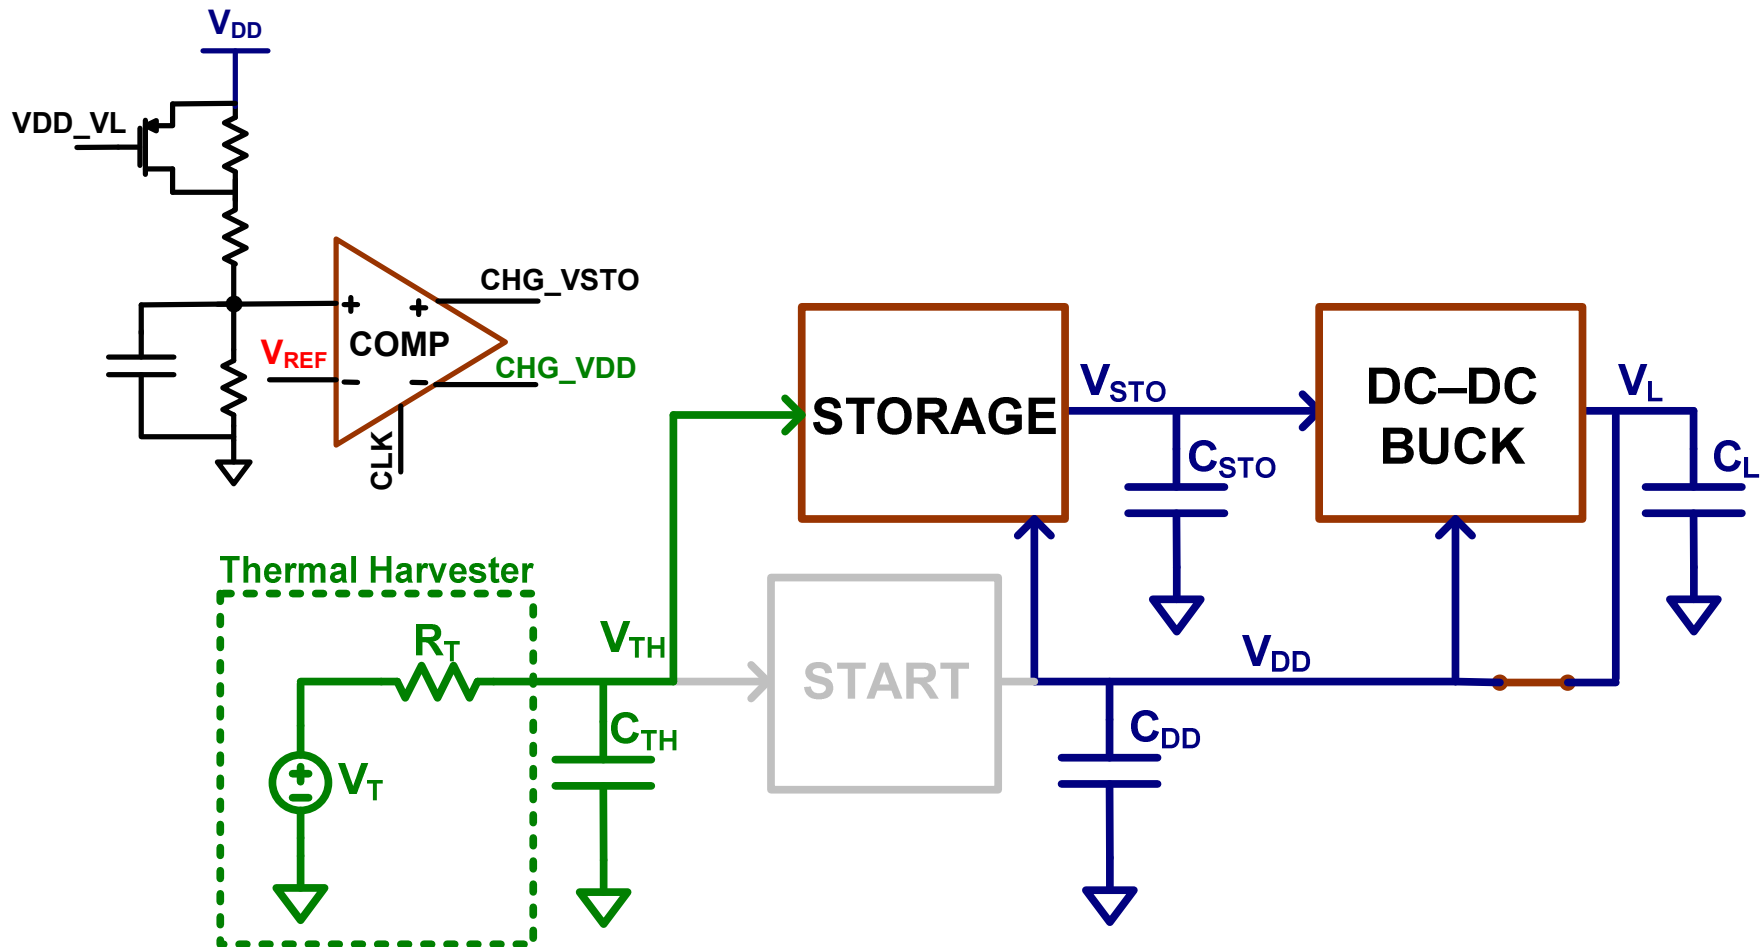 VDD
VDD_VL
CHG_VSTO
COMP
VREF
CHG_VDD
CLK
STORAGE
VSTO
CSTO
DC–DC
BUCK
VL
CL
Thermal Harvester
RT
VTH
START
VDD
CTH
CDD
VT